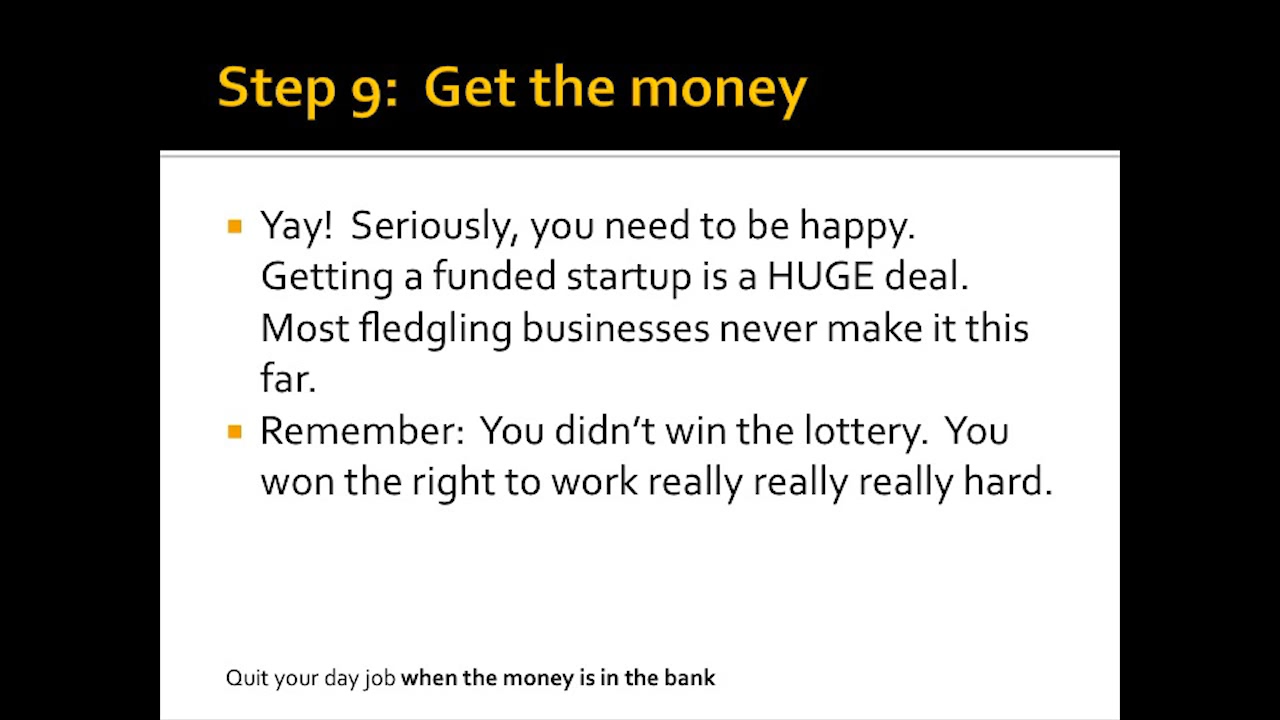 Step 9:  Get the money
Yay!  Seriously, you need to be happy.
Getting a funded startup is a HUGE deal.
Most fledgling businesses never make it this
far.
Remember:  You didn’t win the lottery.  You
won the right to work really really really hard.
Quit your day job when the money is in the bank